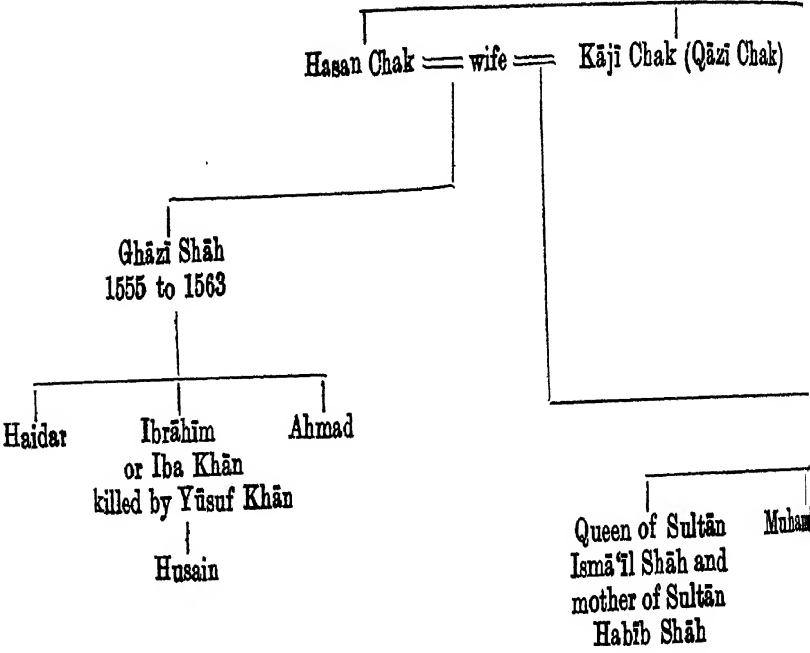 Hasan Chak wife Kājī Chak (Qāzī Chak)
Ghāzī Shāh
1555 to 1563
Haidar Ibrāhīm Ahmad
or Iba Khān
killed by Yūsuf Khān
Husain
Queen of Sultān
Ismā‘īl Shāh and
mother of Sultān
Habīb Shāh